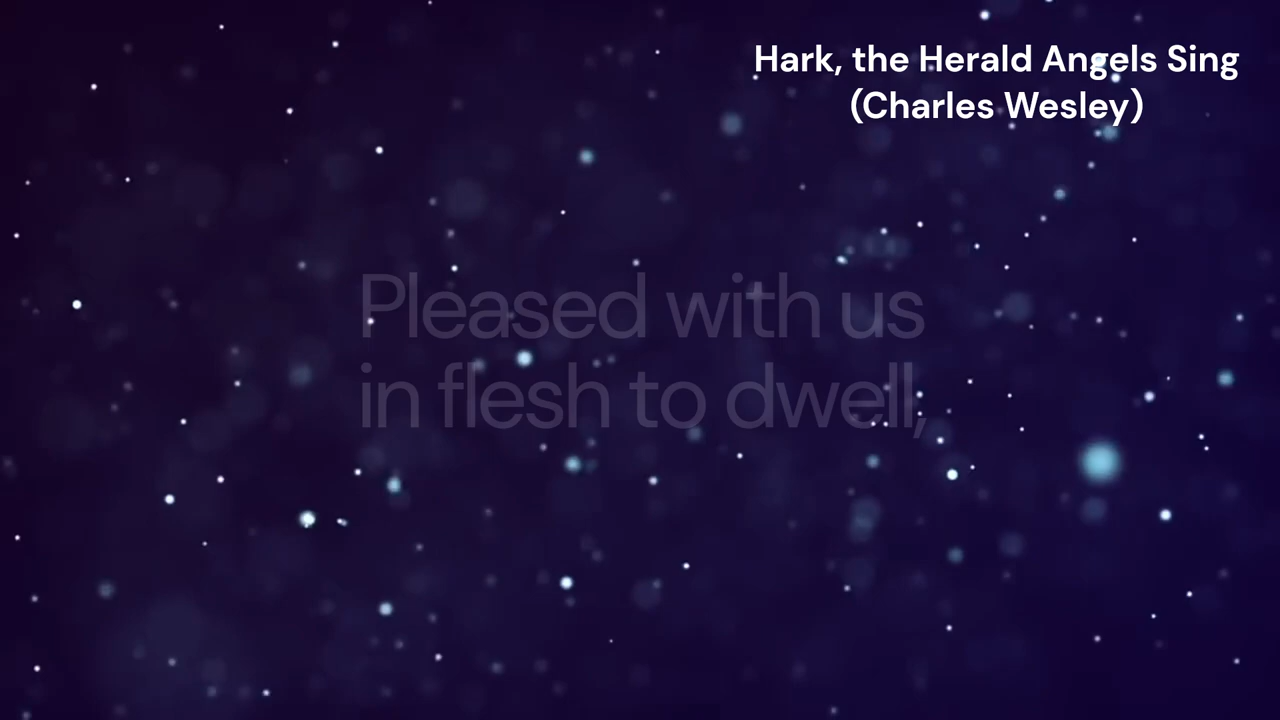 Hark, the Herald Angels Sing
(Charles Wesley)
Pleased with us
in flesh to dwell,